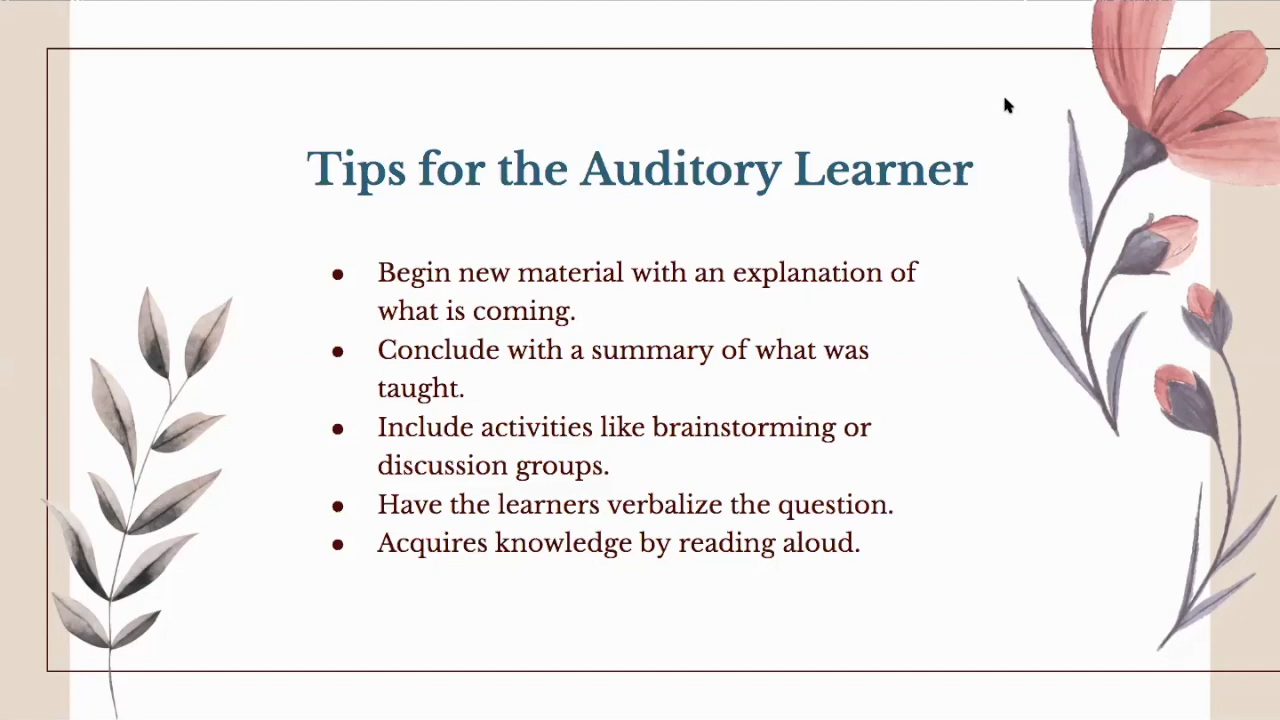 Tips for the Auditory Learner
● Begin new material with an explanation of
what is coming.
● Conclude with a summary of what was
taught.
● Include activities like brainstorming or
discussion groups.
● Have the learners verbalize the question.
● Acquires knowledge by reading aloud.